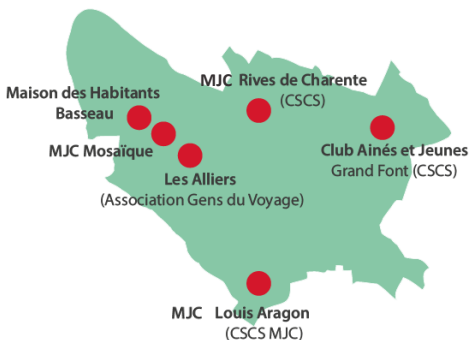 MJC Rives de Charente
(CSCS)
Maison des Habitants
Basseau
MJC Mosaïque
Club Ainés et Jeunes
Grand Font (CSCS)
Les Alliers
(Association Gens du Voyage)
MJC Louis Aragon
(CSCS MJC)